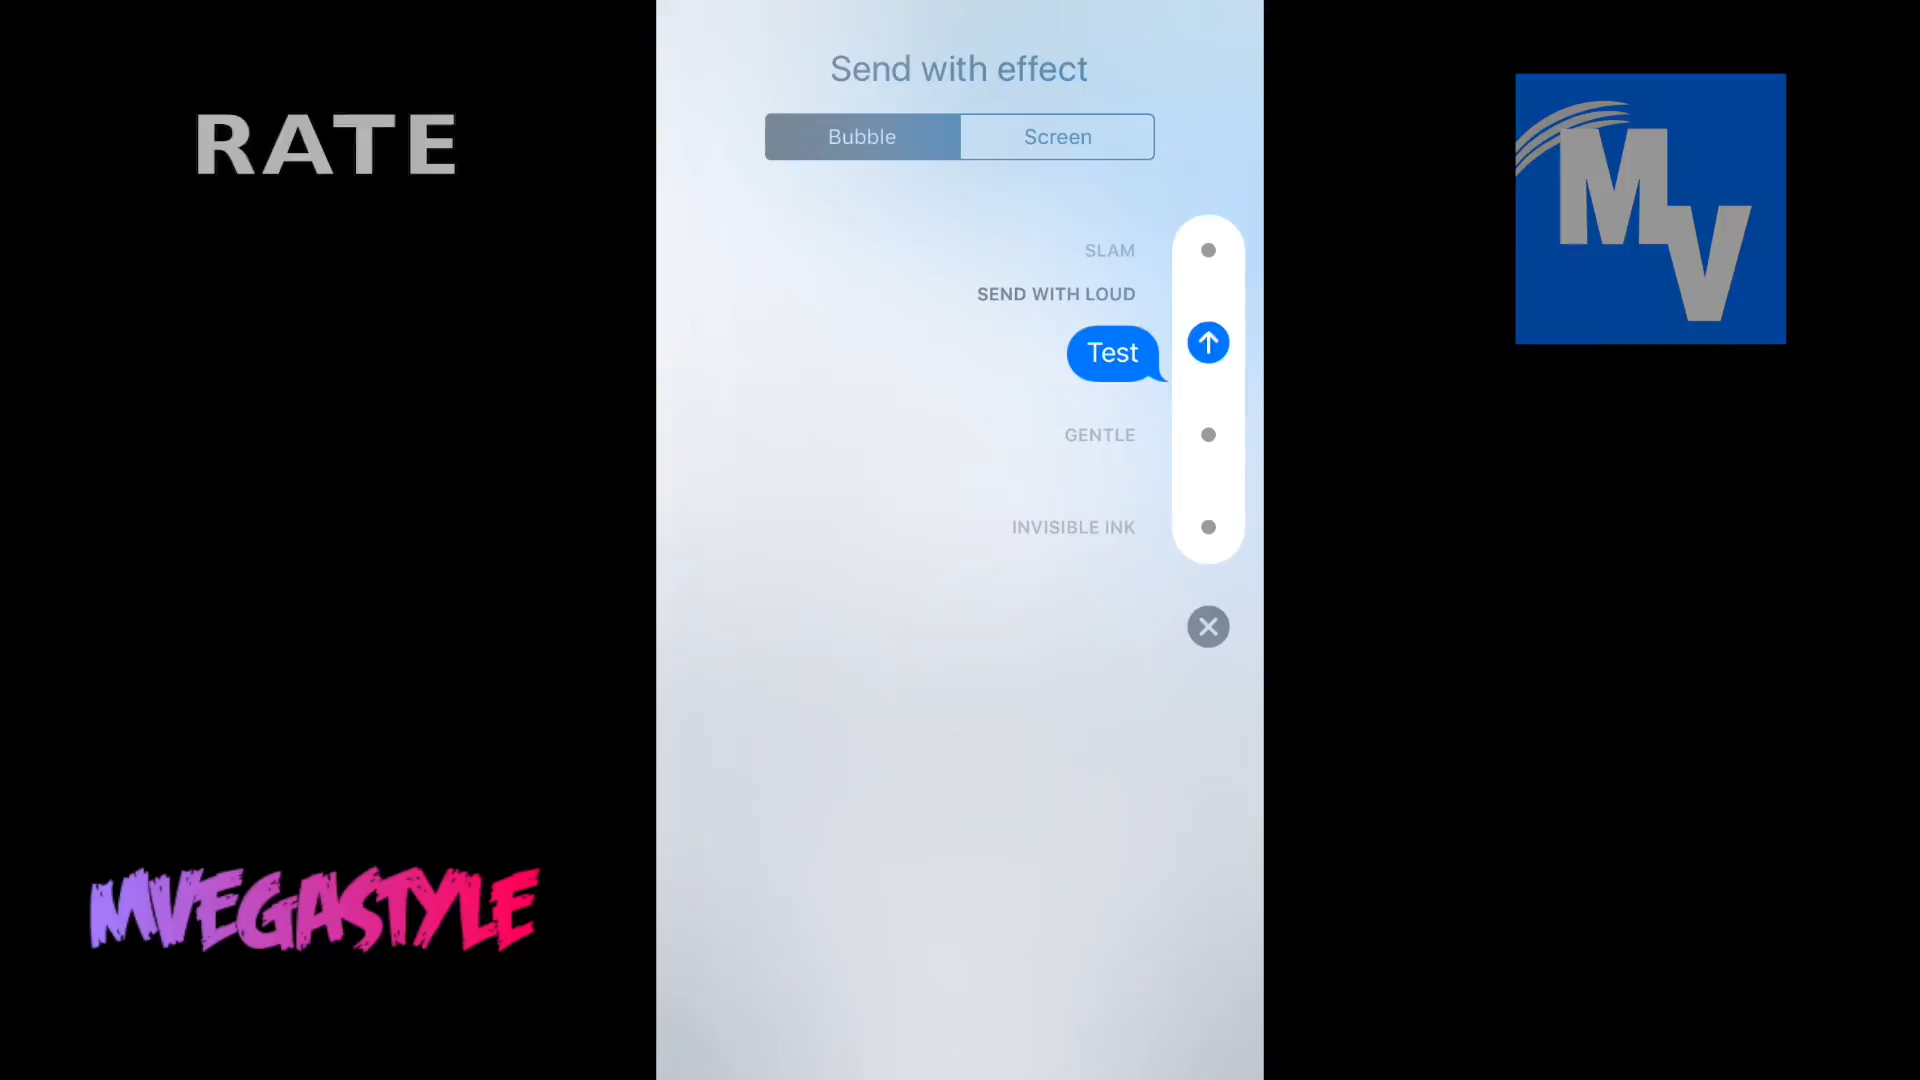 RATE
MVEGASTYLE
Send with effect
Bubble
Screen
SLAM
SEND WITH LOUD
Test
GENTLE
INVISIBLE INK
MV